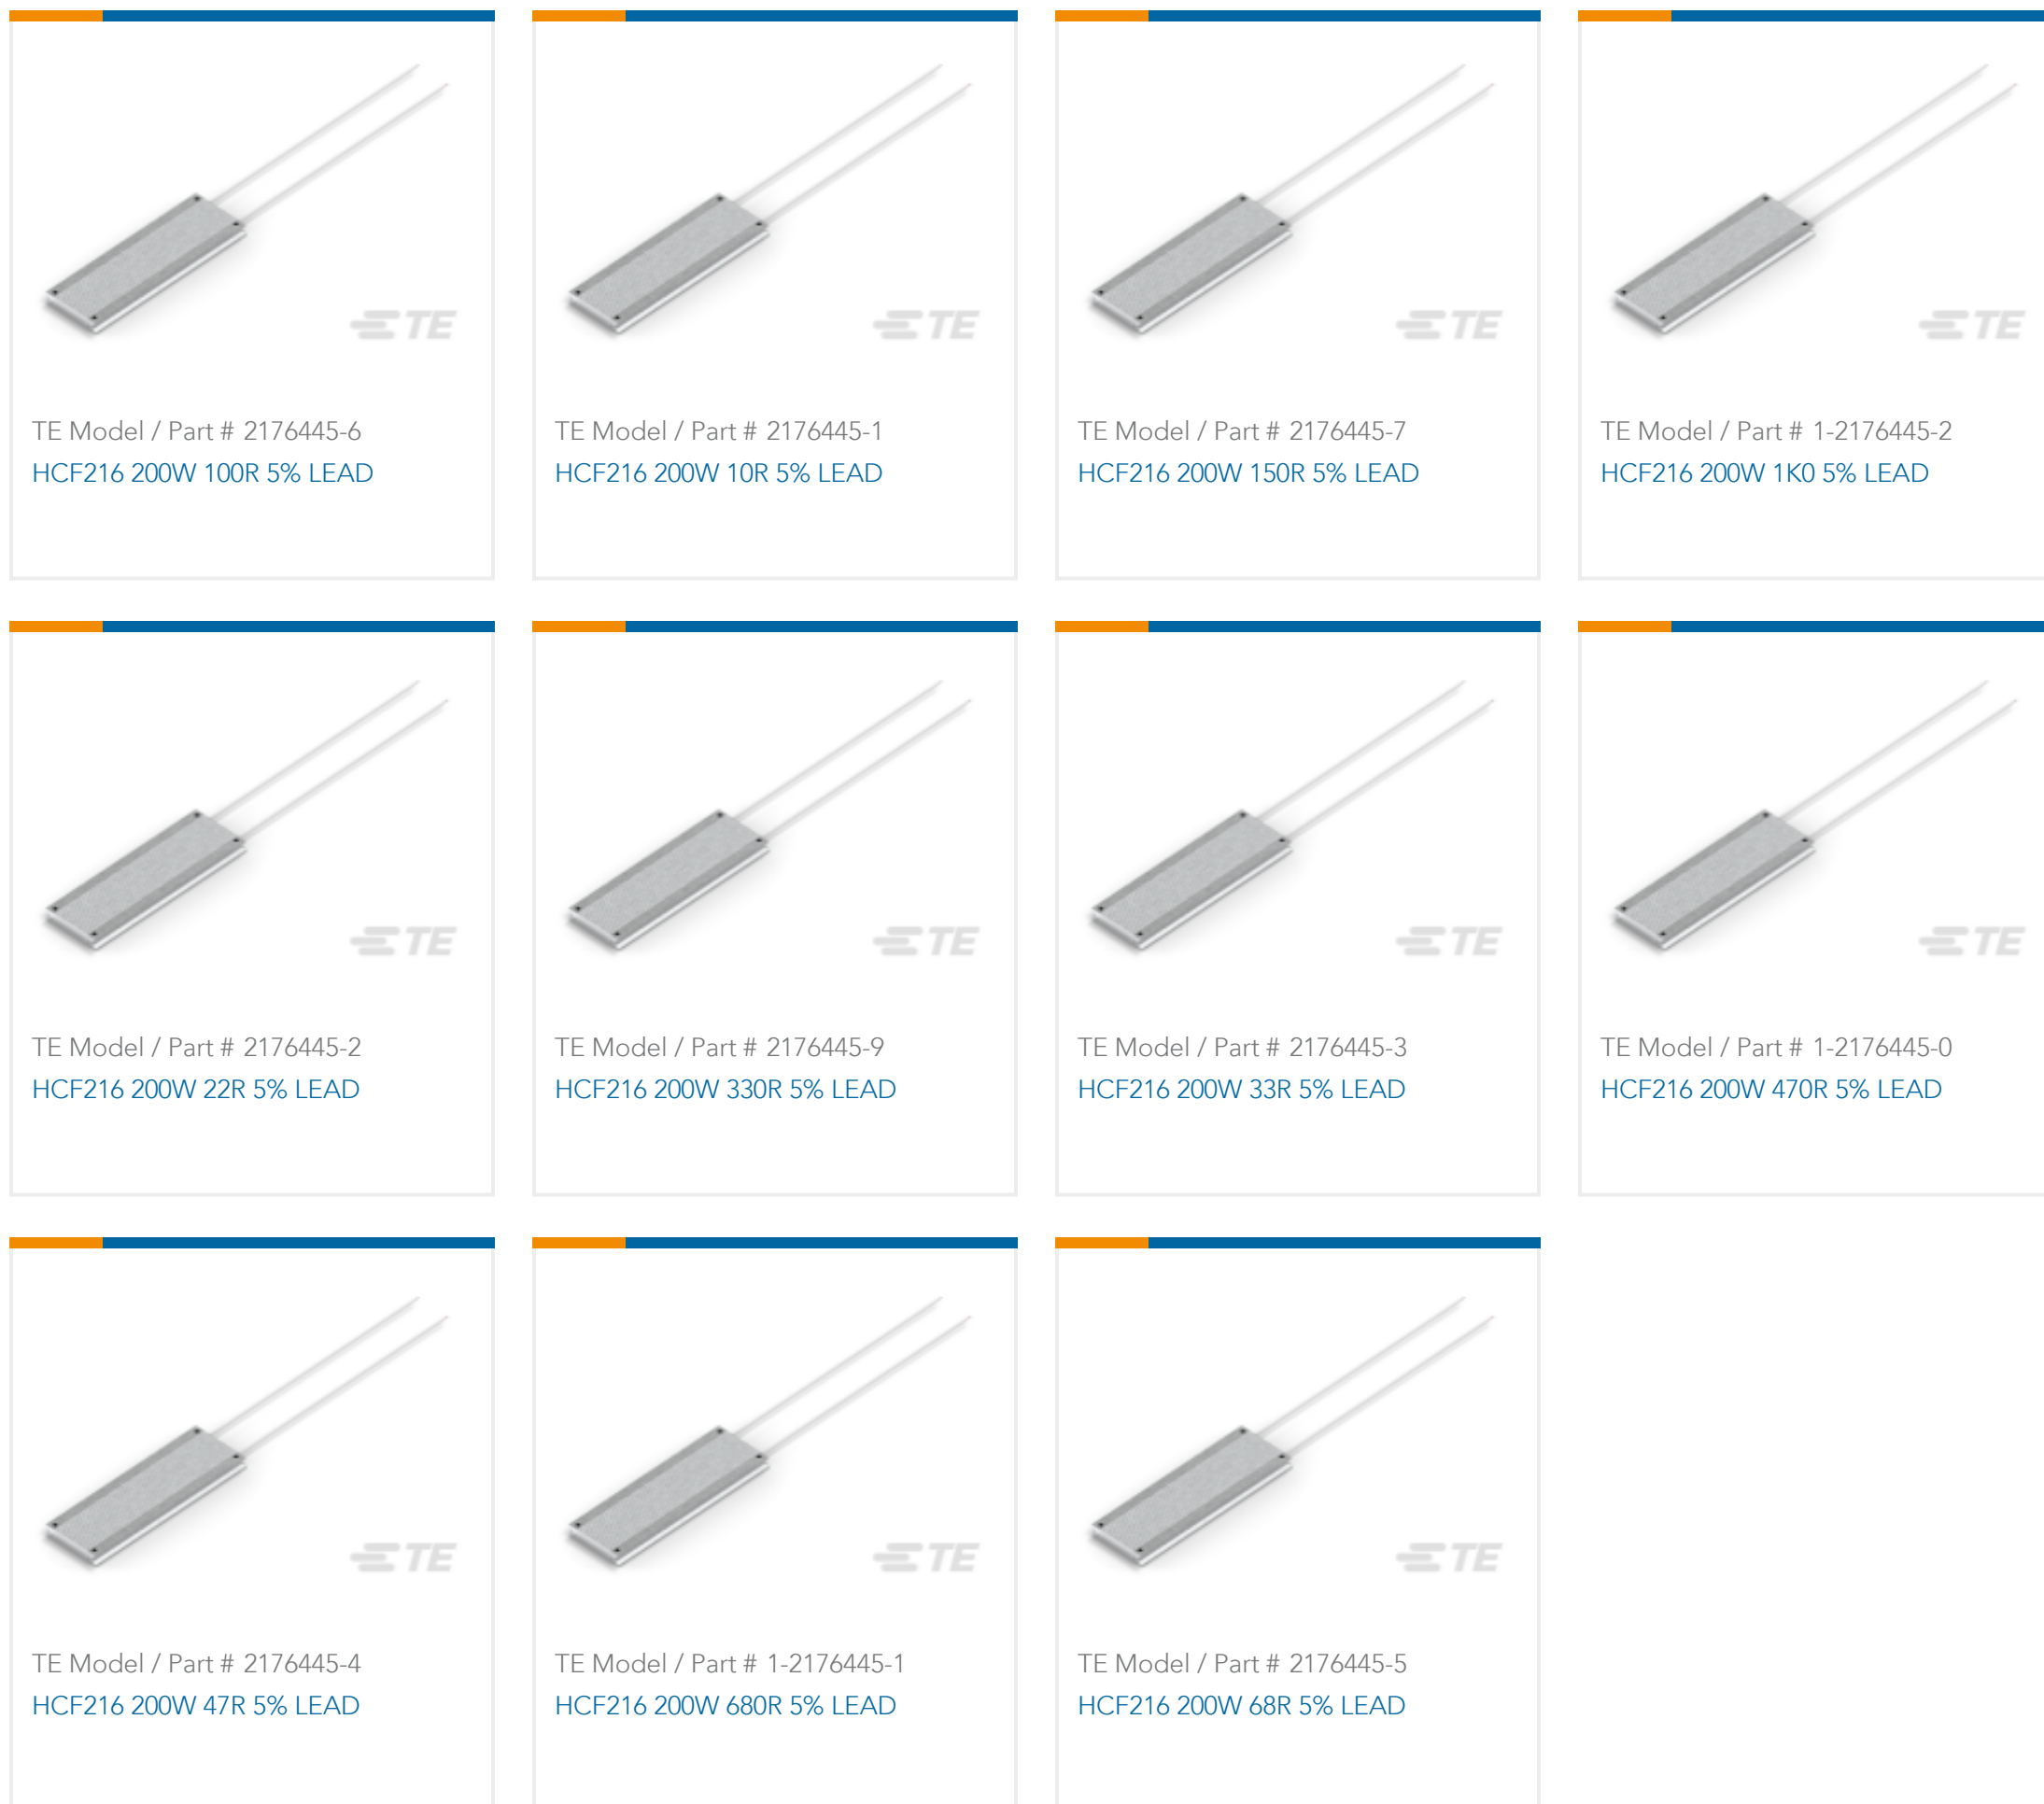 TE
TE
TE
TE
TE Model / Part # 2176445-6
HCF216 200W 100R 5% LEAD
TE Model / Part # 2176445-1
HCF216 200W 10R 5% LEAD
TE Model / Part # 2176445-7
HCF216 200W 150R 5% LEAD
TE Model / Part # 1-2176445-2
HCF216 200W 1K0 5% LEAD
TE
TE
TE
TE
TE Model / Part # 2176445-2
HCF216 200W 22R 5% LEAD
TE Model / Part # 2176445-9
HCF216 200W 330R 5% LEAD
TE Model / Part # 2176445-3
HCF216 200W 33R 5% LEAD
TE Model / Part # 1-2176445-0
HCF216 200W 470R 5% LEAD
TE
TE
TE
TE Model / Part # 2176445-4
HCF216 200W 47R 5% LEAD
TE Model / Part # 1-2176445-1
HCF216 200W 680R 5% LEAD
TE Model / Part # 2176445-5
HCF216 200W 68R 5% LEAD